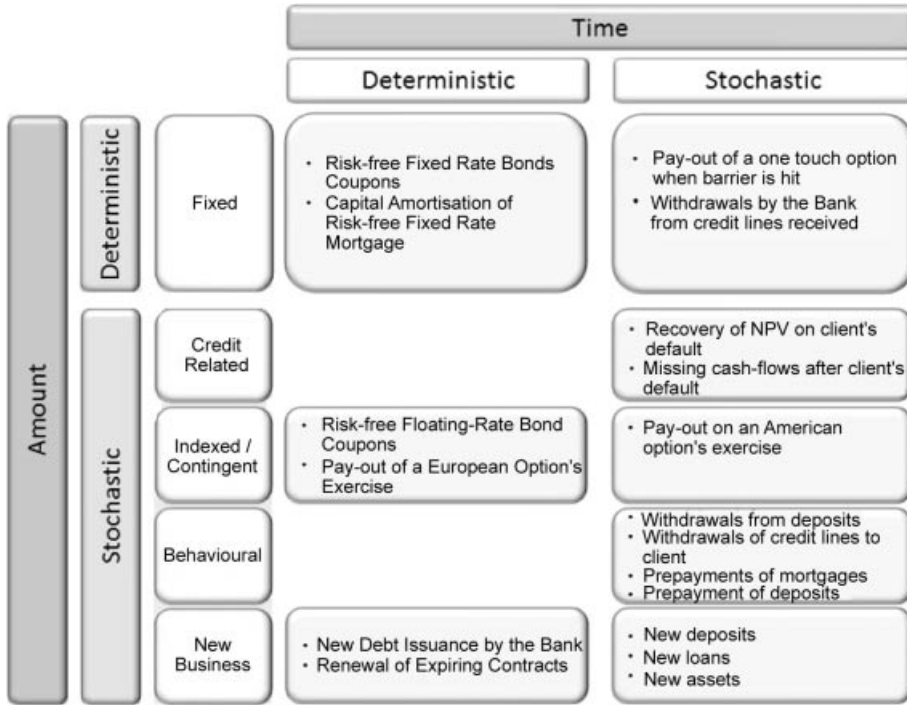 Time
Deterministic
Stochastic
Amount
Deterministic
Fixed
• Risk-free Fixed Rate Bonds
Coupons
• Capital Amortisation of
Risk-free Fixed Rate
Mortgage
• Pay-out of a one touch option
when barrier is hit
• Withdrawals by the Bank
from credit lines received
Stochastic
Credit
Related
• Recovery of NPV on client's
default
• Missing cash-flows after client's
default
Indexed /
Contingent
• Risk-free Floating-Rate Bond
Coupons
• Pay-out of a European Option's
Exercise
• Pay-out on an American
option's exercise
Behavioural
• Withdrawals from deposits
• Withdrawals of credit lines to
client
• Prepayments of mortgages
• Prepayment of deposits
New
Business
• New Debt Issuance by the Bank
• Renewal of Expiring Contracts
• New deposits
• New loans
• New assets